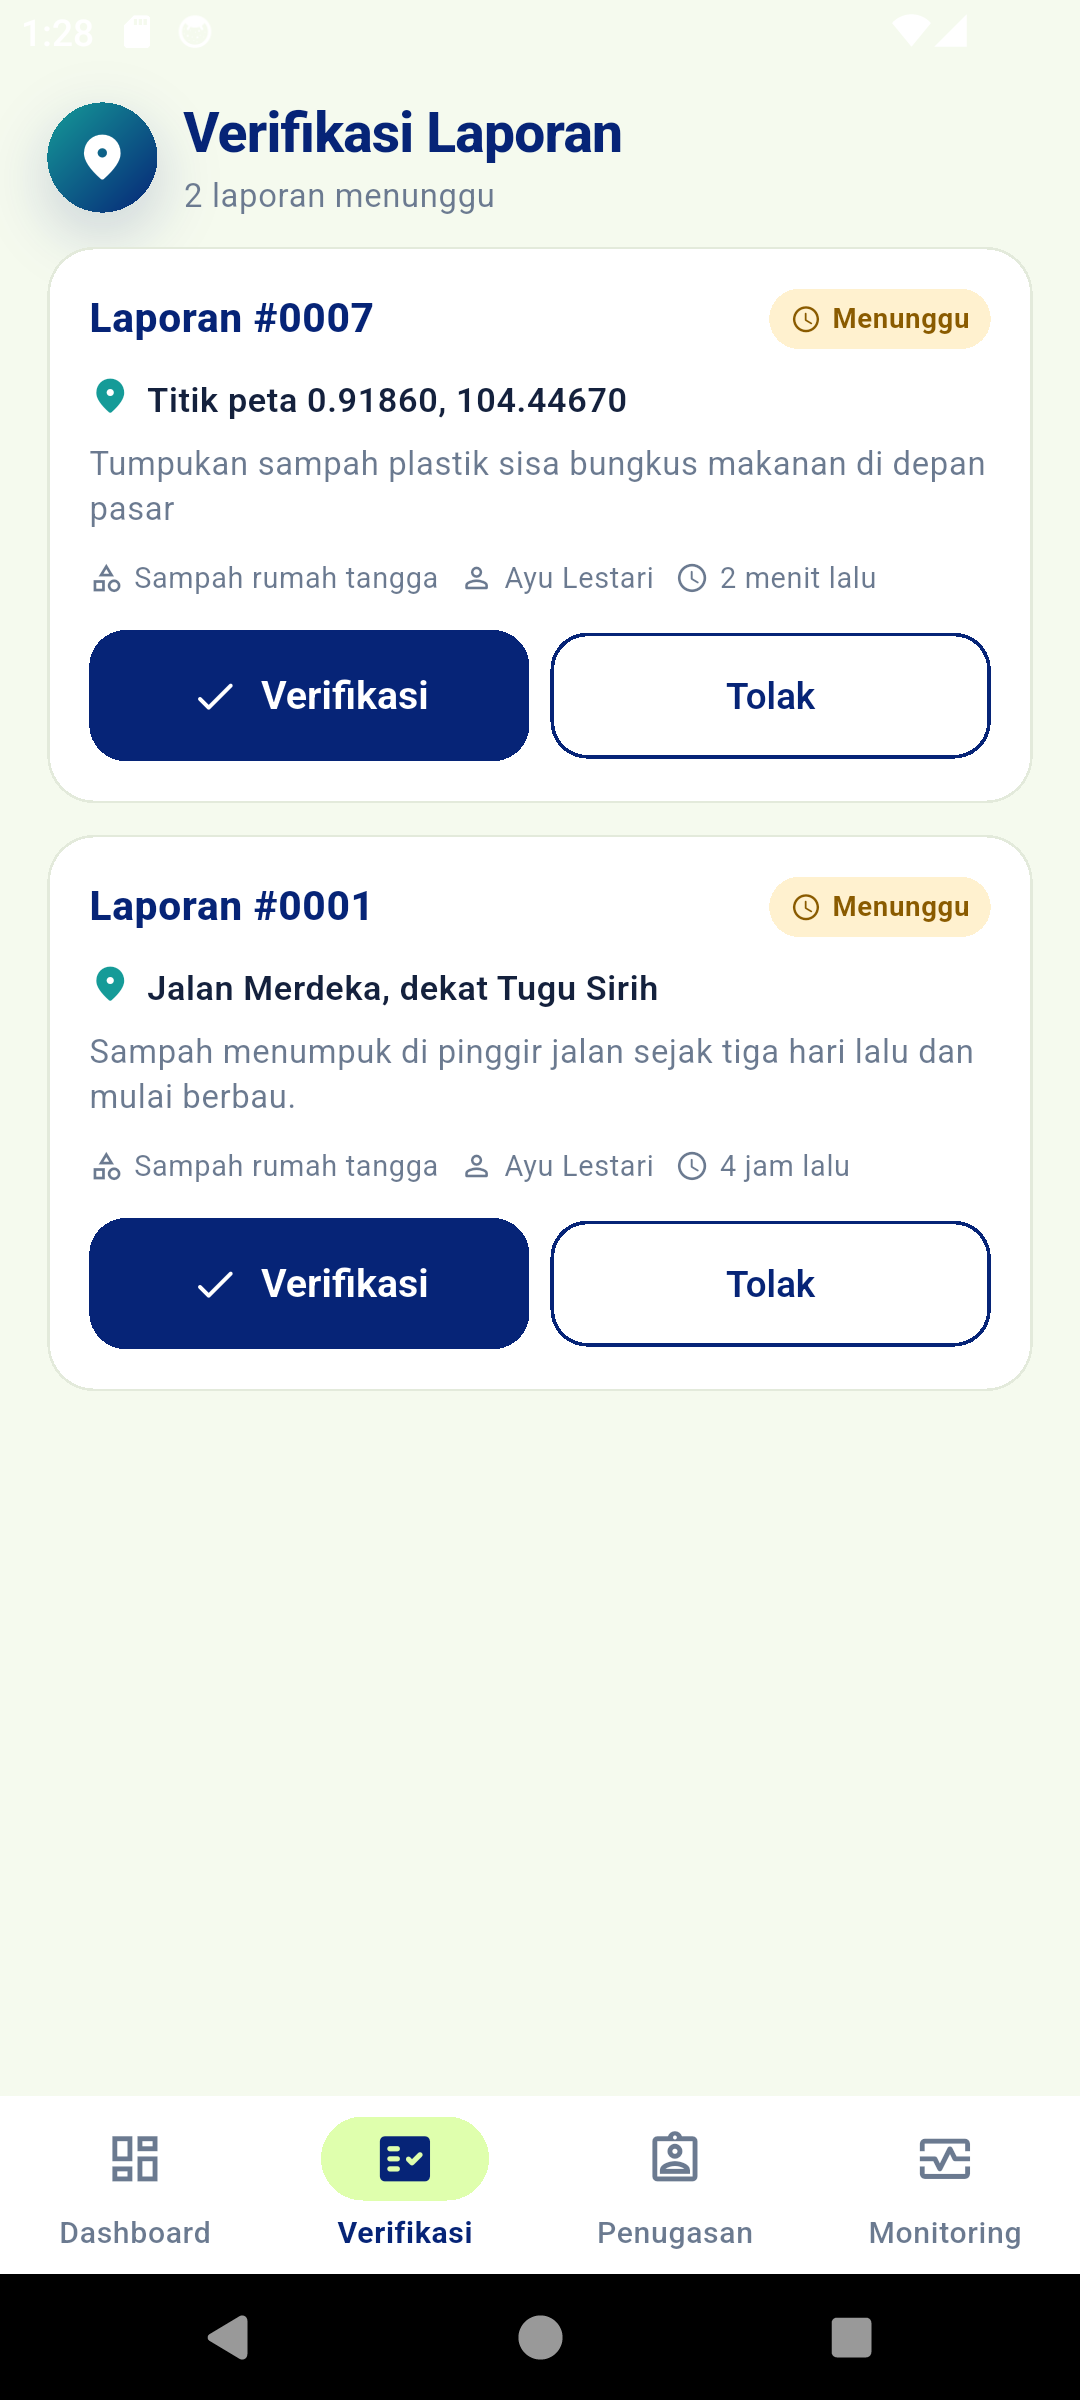 1:28
Verifikasi Laporan
2 laporan menunggu
Laporan #0007
Menunggu
Titik peta 0.91860, 104.44670
Tumpukan sampah plastik sisa bungkus makanan di depan
pasar
Sampah rumah tangga Ayu Lestari 2 menit lalu
Verifikasi
Tolak
Laporan #0001
Menunggu
Jalan Merdeka, dekat Tugu Sirih
Sampah menumpuk di pinggir jalan sejak tiga hari lalu dan
mulai berbau.
Sampah rumah tangga Ayu Lestari 4 jam lalu
Verifikasi
Tolak
Dashboard
Verifikasi
Penugasan
Monitoring